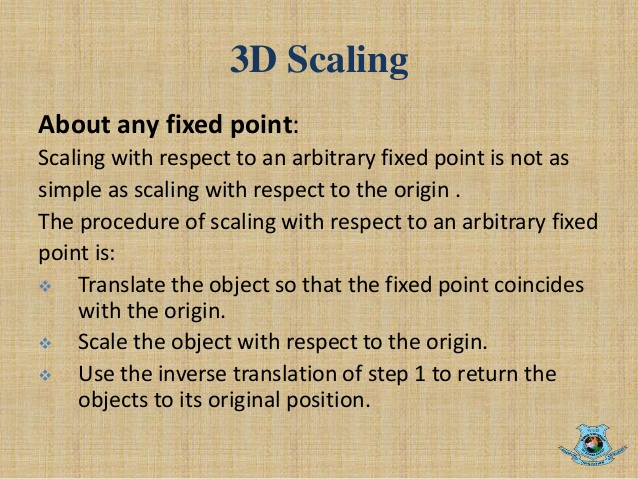 3D Scaling
About any fixed point:
Scaling with respect to an arbitrary fixed point is not as
simple as scaling with respect to the origin .
The procedure of scaling with respect to an arbitrary fixed
point is:
❖ Translate the object so that the fixed point coincides
with the origin.
❖ Scale the object with respect to the origin.
❖ Use the inverse translation of step 1 to return the
objects to its original position.